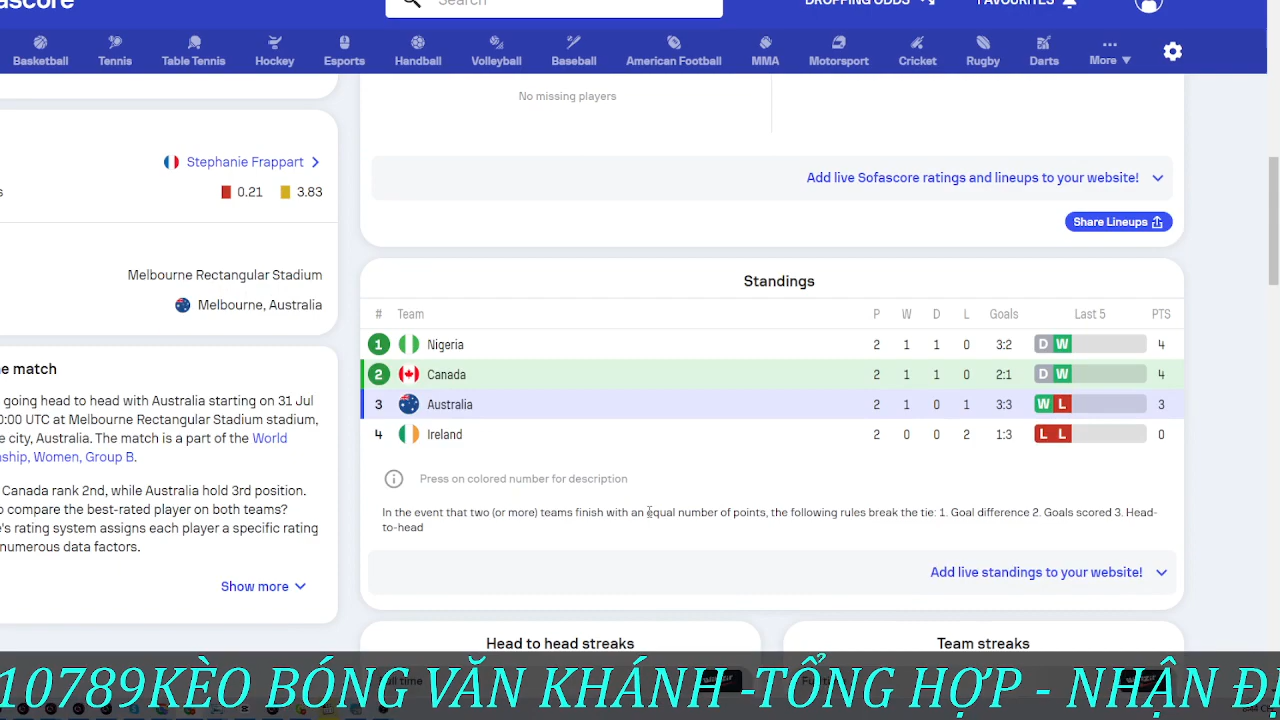 Search
DROPPING ODDS
FAVOURITES
Basketball
Tennis
Table Tennis
Hockey
Esports
Handball
Volleyball
Baseball
American Football
MMA
Motorsport
Cricket
Rugby
Darts
More
No missing players
Stephanie Frappart
0.21
3.83
Add live Sofascore ratings and lineups to your website!
Share Lineups
Melbourne Rectangular Stadium
Melbourne, Australia
Standings
# Team P W D L Goals Last 5 PTS
1 Nigeria 2 1 1 0 3:2 D W 4
2 Canada 2 1 1 0 2:1 D W 4
3 Australia 2 1 0 1 3:3 W L 3
4 Ireland 2 0 0 2 1:3 L L 0
Press on colored number for description
In the event that two (or more) teams finish with an equal number of points, the following rules break the tie: 1. Goal difference 2. Goals scored 3. Head-
to-head
Add live standings to your website!
e match
going head to head with Australia starting on 31 Jul
0:00 UTC at Melbourne Rectangular Stadium stadium,
e city, Australia. The match is a part of the World
ship, Women, Group B.
Canada rank 2nd, while Australia hold 3rd position.
o compare the best-rated player on both teams?
e's rating system assigns each player a specific rating
numerous data factors.
Show more
Head to head streaks
Team streaks
10789KÈO BÓNG VĂN KHÁNH -TỔNG HỢP - NHẬN Đ